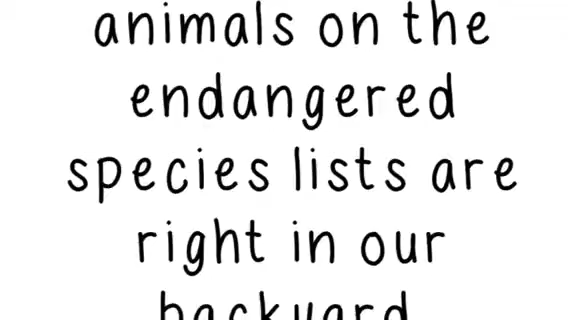 animals on the
endangered
species lists are
right in our
backyard